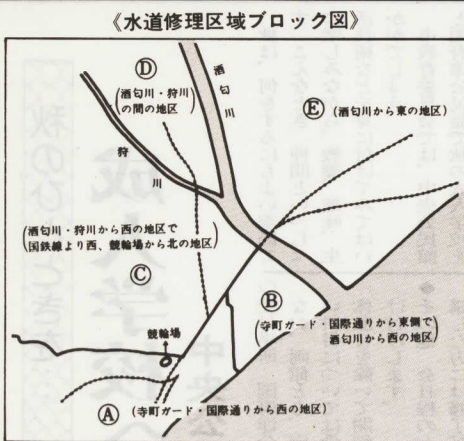 《水道修理区域ブロック図》
Ⓓ
(酒匂川・狩川
の間の地区)
酒匂川
Ⓔ (酒匂川から東の地区)
狩川
(酒匂川・狩川から西の地区で
国鉄線より西、競輪場から北の地区)
Ⓒ
Ⓑ
(寺町ガード・国際通りから東側で
酒匂川から西の地区)
競輪場
Ⓐ (寺町ガード・国際通りから西の地区)